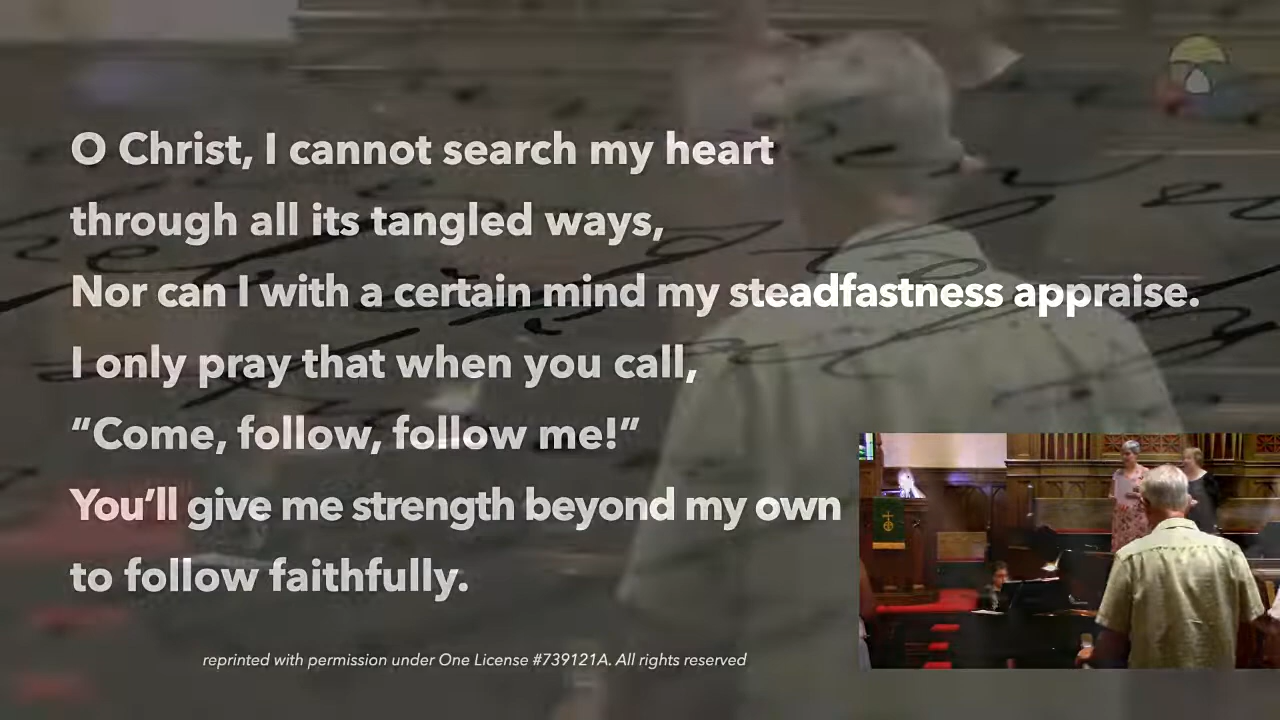 O Christ, I cannot search my heart
through all its tangled ways,
Nor can I with a certain mind my steadfastness appraise.
I only pray that when you call,
“Come, follow, follow me!”
You’ll give me strength beyond my own
to follow faithfully.
reprinted with permission under One License #739121A. All rights reserved